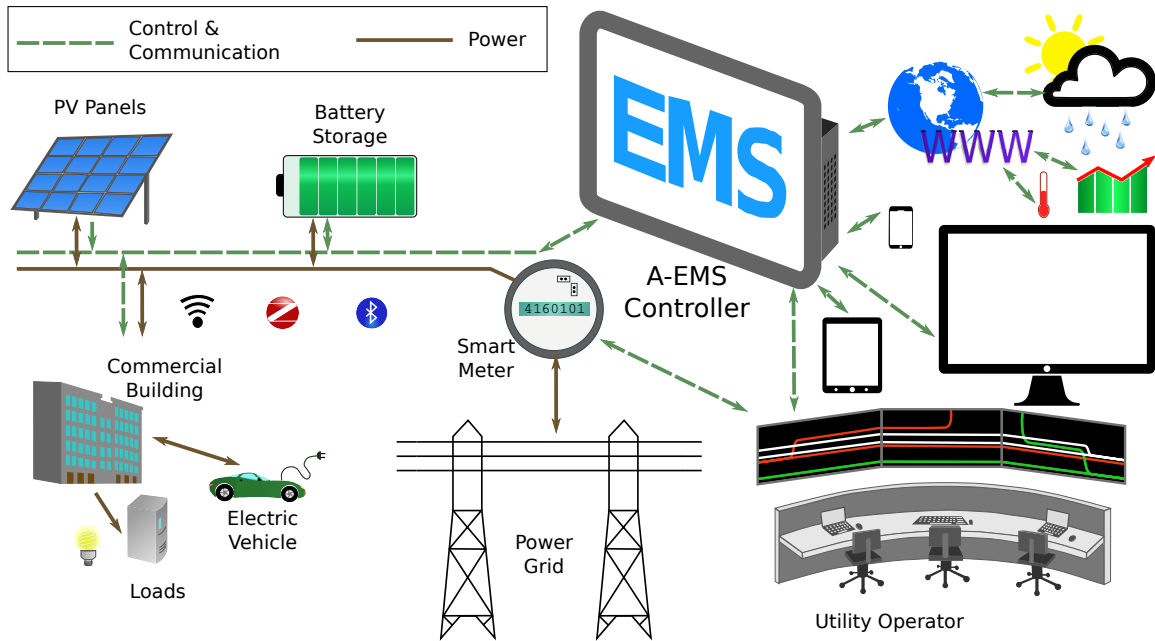 Control &
Communication
Power
PV Panels
Battery
Storage
EMS
WWW
A-EMS
Controller
4160101
Smart
Meter
Commercial
Building
Electric
Vehicle
Loads
Power
Grid
Utility Operator